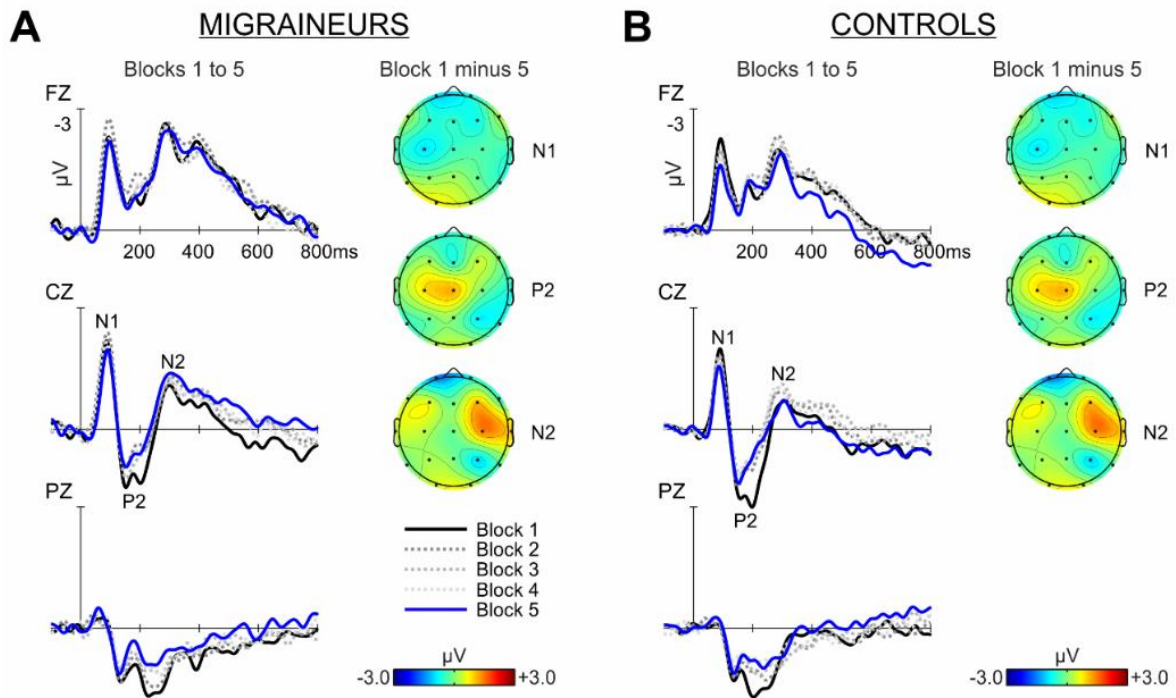 A MIGRAINEURS
Blocks 1 to 5
Block 1 minus 5
FZ
-3
µV
200 400 600 800ms
N1
P2
N2
CZ
N1
N2
P2
PZ
Block 1
Block 2
Block 3
Block 4
Block 5
µV
-3.0 +3.0
B CONTROLS
Blocks 1 to 5
Block 1 minus 5
FZ
-3
µV
200 400 600 800ms
N1
P2
N2
CZ
N1
N2
P2
PZ
µV
-3.0 +3.0